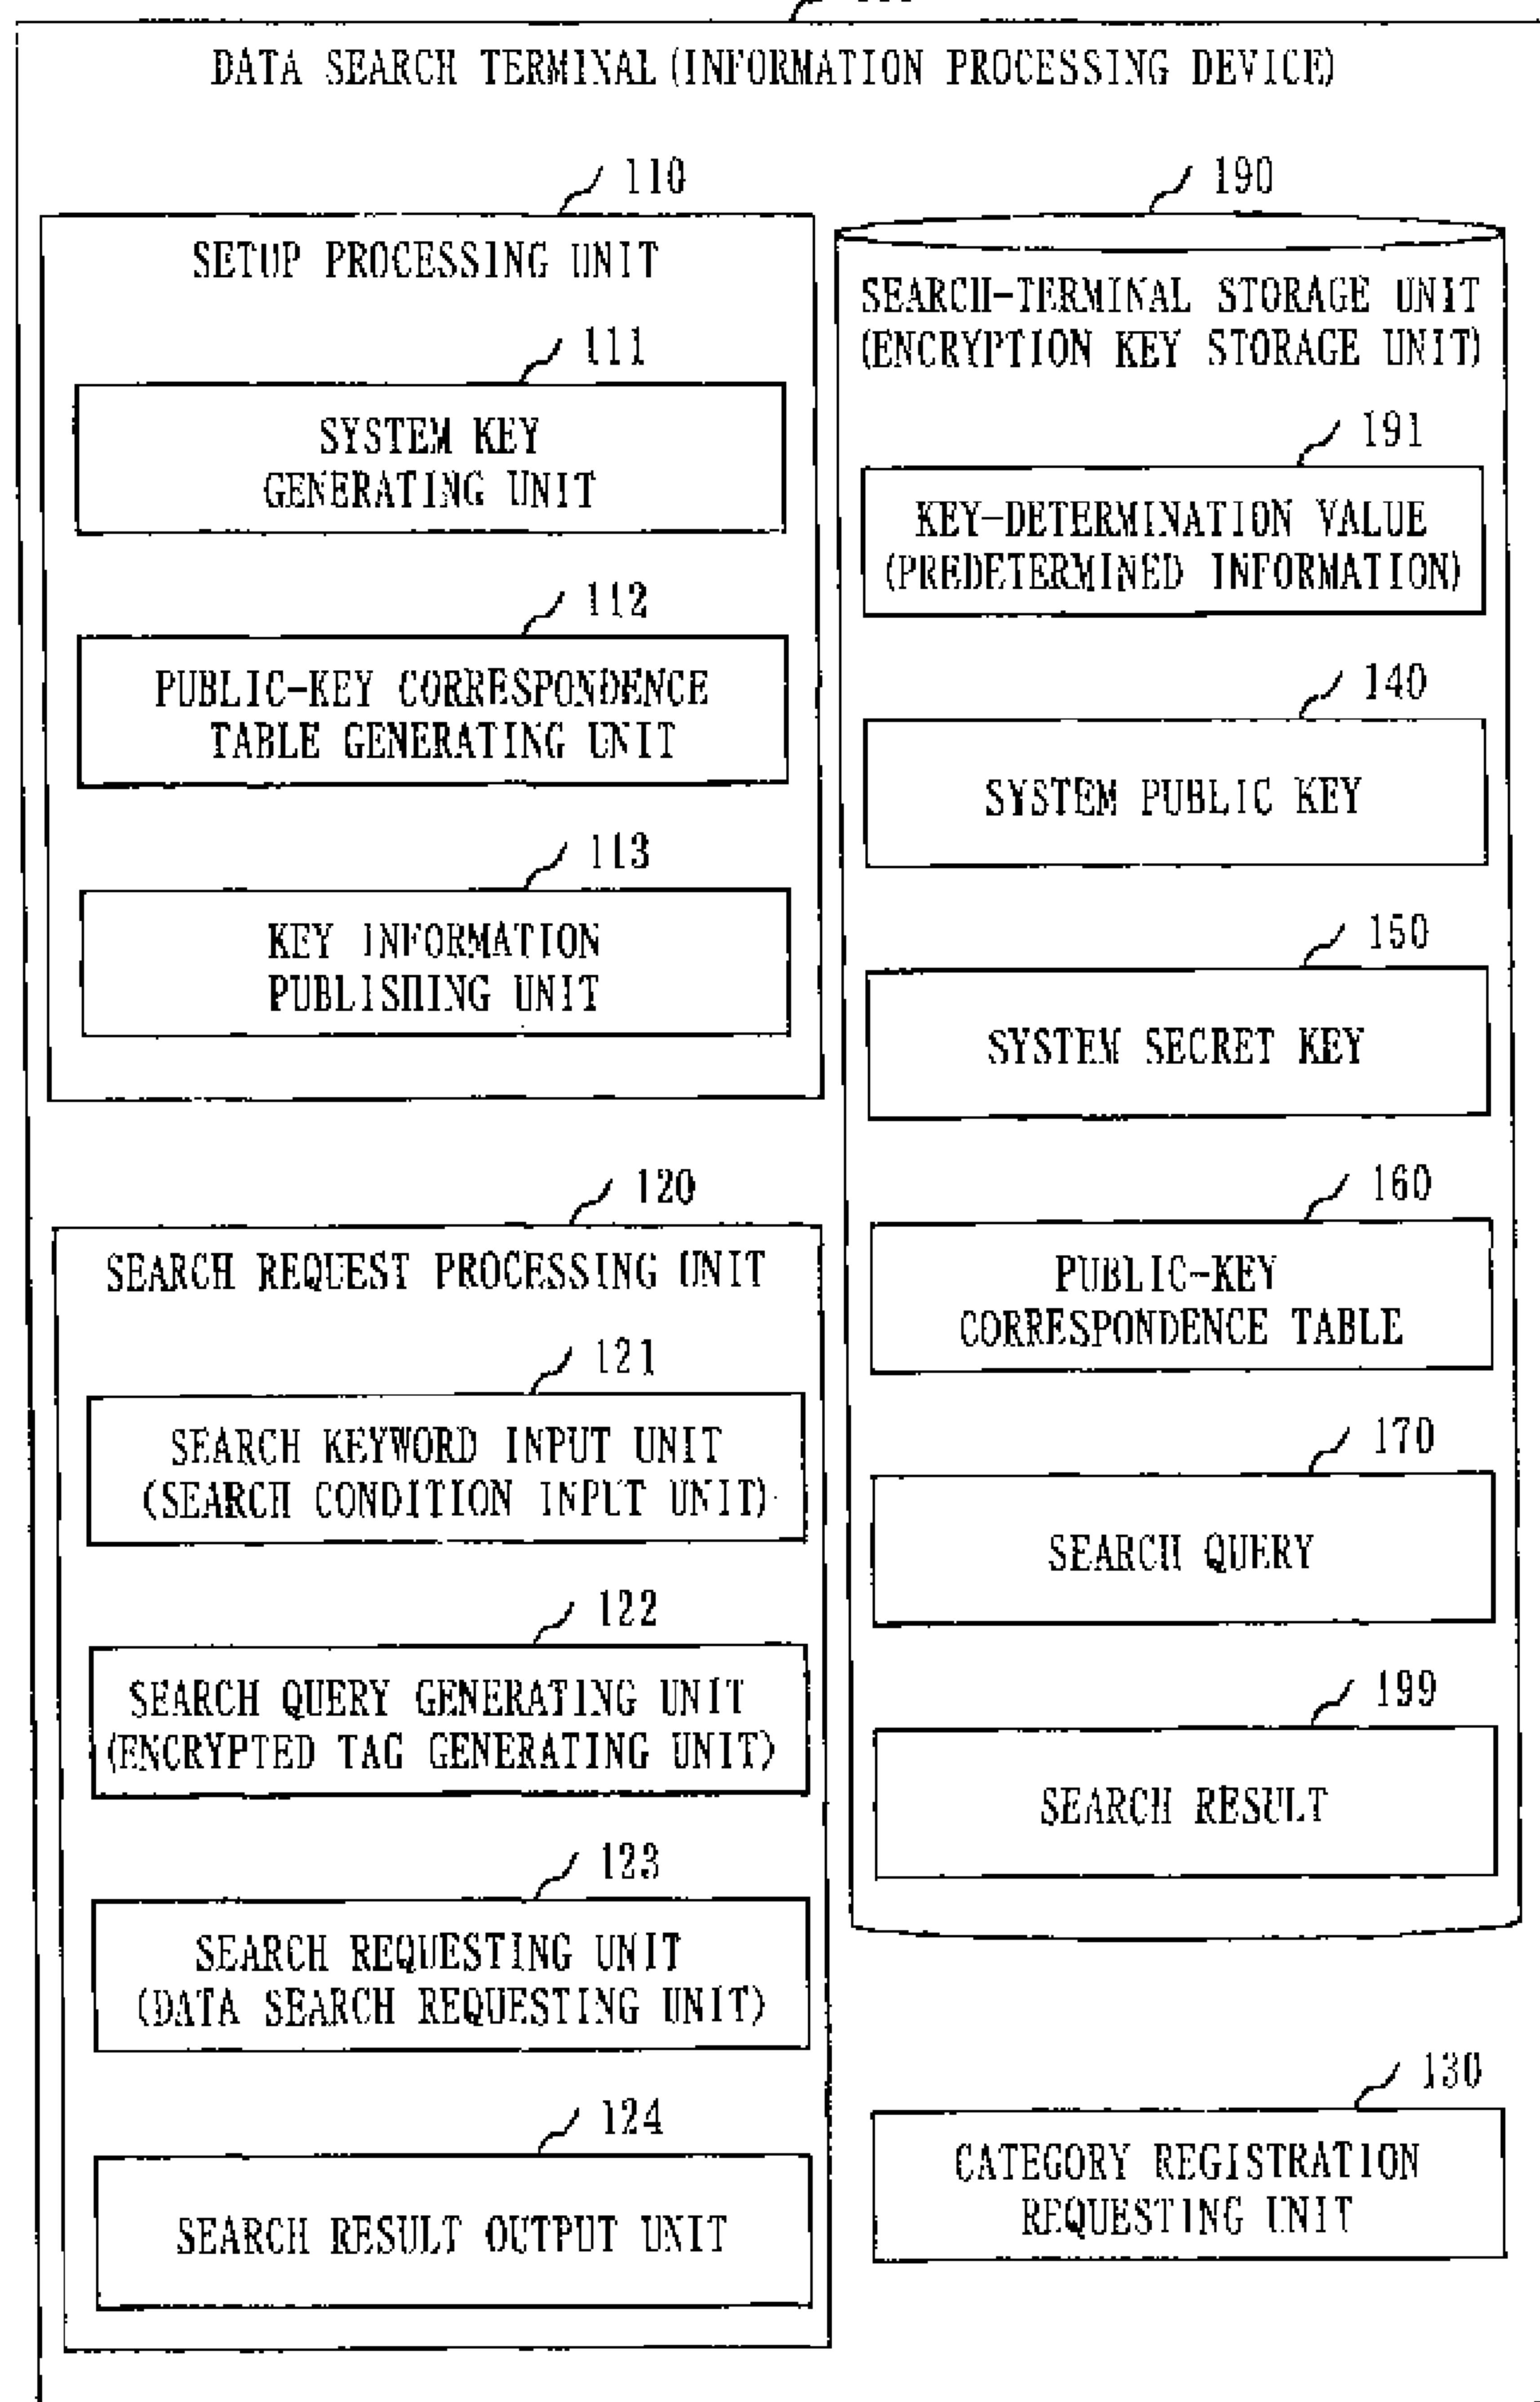 DATA SEARCH TERMINAL (INFORMATION PROCESSING DEVICE)
110
SETUP PROCESSING UNIT
111
SYSTEM KEY
GENERATING UNIT
112
PUBLIC-KEY CORRESPONDENCE
TABLE GENERATING UNIT
113
KEY INFORMATION
PUBLISHING UNIT
120
SEARCH REQUEST PROCESSING UNIT
121
SEARCH KEYWORD INPUT UNIT
(SEARCH CONDITION INPUT UNIT)
122
SEARCH QUERY GENERATING UNIT
(ENCRYPTED TAG GENERATING UNIT)
123
SEARCH REQUESTING UNIT
(DATA SEARCH REQUESTING UNIT)
124
SEARCH RESULT OUTPUT UNIT
190
SEARCH-TERMINAL STORAGE UNIT
(ENCRYPTION KEY STORAGE UNIT)
191
KEY-DETERMINATION VALUE
(PREDETERMINED INFORMATION)
140
SYSTEM PUBLIC KEY
150
SYSTEM SECRET KEY
160
PUBLIC-KEY
CORRESPONDENCE TABLE
170
SEARCH QUERY
199
SEARCH RESULT
130
CATEGORY REGISTRATION
REQUESTING UNIT